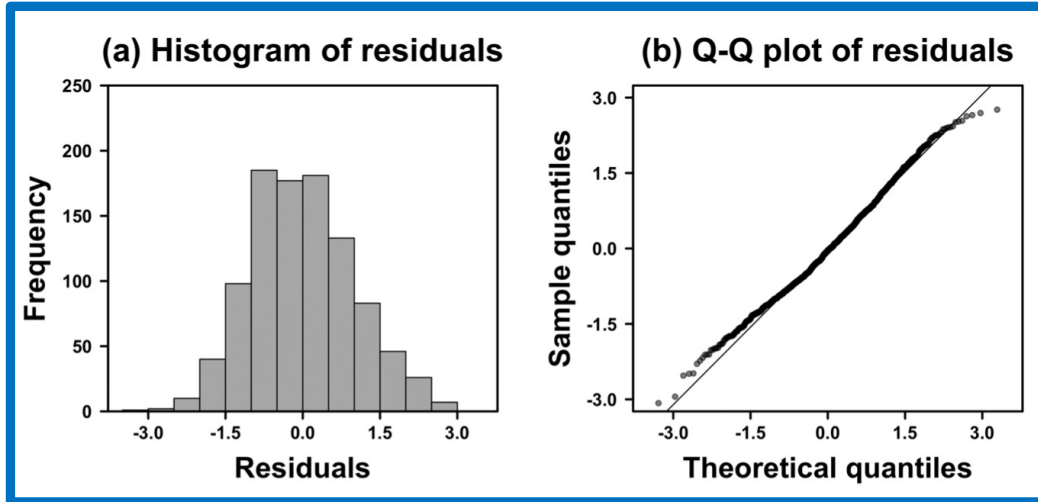 (a) Histogram of residuals
250
200
150
100
50
0
Frequency
-3.0 -1.5 0.0 1.5 3.0
Residuals
(b) Q-Q plot of residuals
3.0
1.5
0.0
-1.5
-3.0
Sample quantiles
-3.0 -1.5 0.0 1.5 3.0
Theoretical quantiles